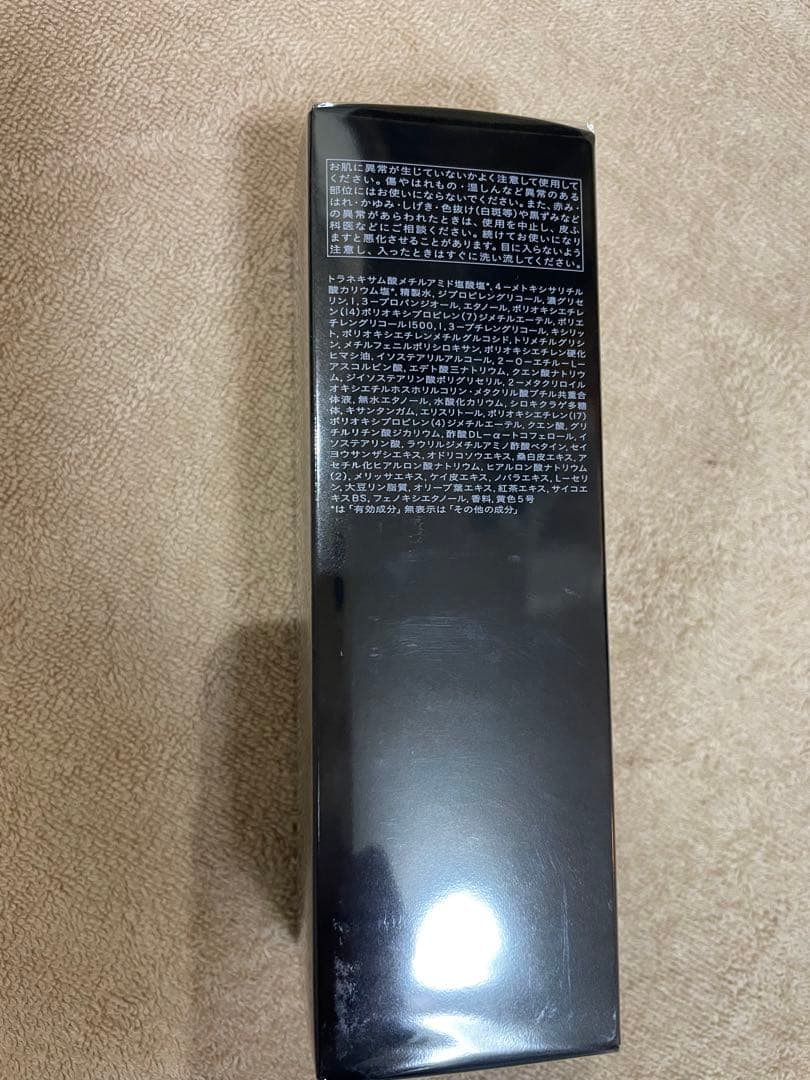 お肌に異常が生じていないかよく注意して使用して
ください。傷やはれもの・湿しんなど異常のある
部位にはお使いにならないでください。また、赤み・
はれ・かゆみ・しげき・色抜け(白斑等)や黒ずみなど
の異常があらわれたときは、使用を中止し、皮ふ
科医などにご相談ください。続けてお使いになり
ますと悪化させることがあります。目に入らないよう
注意し、入ったときはすぐに洗い流してください。
トラネキサム酸メチルアミド塩酸塩*, 4ーメトキシサリチル
酸カリウム塩*, 精製水, ジプロピレングリコール, 濃グリセ
リン, 1, 3ープロパンジオール, エタノール, ポリオキシエチレ
ン(14)ポリオキシプロピレン(7)ジメチルエーテル, ポリエ
チレングリコール1500, 1, 3ーブチレングリコール, キシリッ
ト, ポリオキシエチレンメチルグルコシド, トリメチルグリシ
ン, メチルフェニルポリシロキサン, ポリオキシエチレン硬化
ヒマシ油, イソステアリルアルコール, 2ーOーエチルーLー
アスコルビン酸, エデト酸三ナトリウム, クエン酸ナトリウ
ム, ジイソステアリン酸ポリグリセリル, 2ーメタクリロイル
オキシエチルホスホリルコリン・メタクリル酸ブチル共重合
体液, 無水エタノール, 水酸化カリウム, シロキクラゲ多糖
体, キサンタンガム, エリスリトール, ポリオキシエチレン(17)
ポリオキシプロピレン(4)ジメチルエーテル, クエン酸, グリ
チルリチン酸ジカリウム, 酢酸DLーαートコフェロール, イ
ソステアリン酸, ラウリルジメチルアミノ酢酸ベタイン, セイ
ヨウサンザシエキス, オドリコソウエキス, 桑白皮エキス, ア
セチル化ヒアルロン酸ナトリウム, ヒアルロン酸ナトリウム
(2), メリッサエキス, ケイ皮エキス, ノバラエキス, Lーセリ
ン, 大豆リン脂質, オリーブ葉エキス, 紅茶エキス, サイコエ
キスBS, フェノキシエタノール, 香料, 黄色5号
*は「有効成分」無表示は「その他の成分」